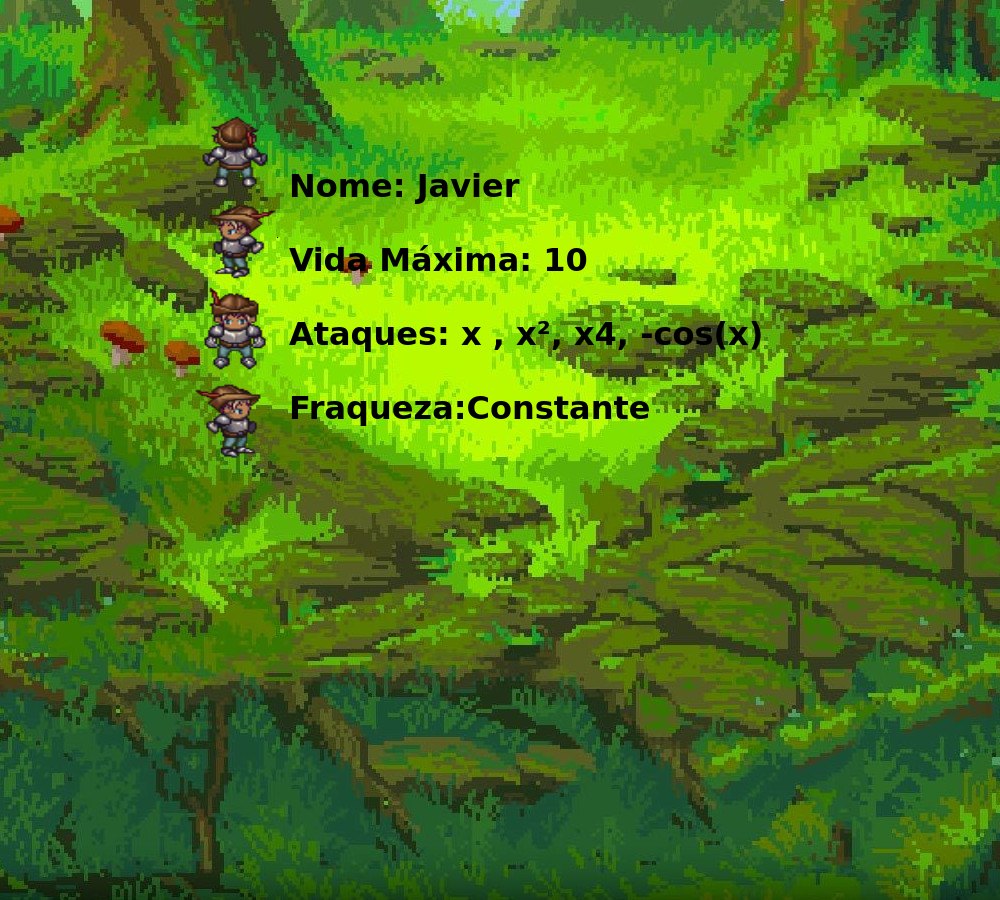 Nome: Javier
Vida Máxima: 10
Ataques: x , x², x4, -cos(x)
Fraqueza:Constante